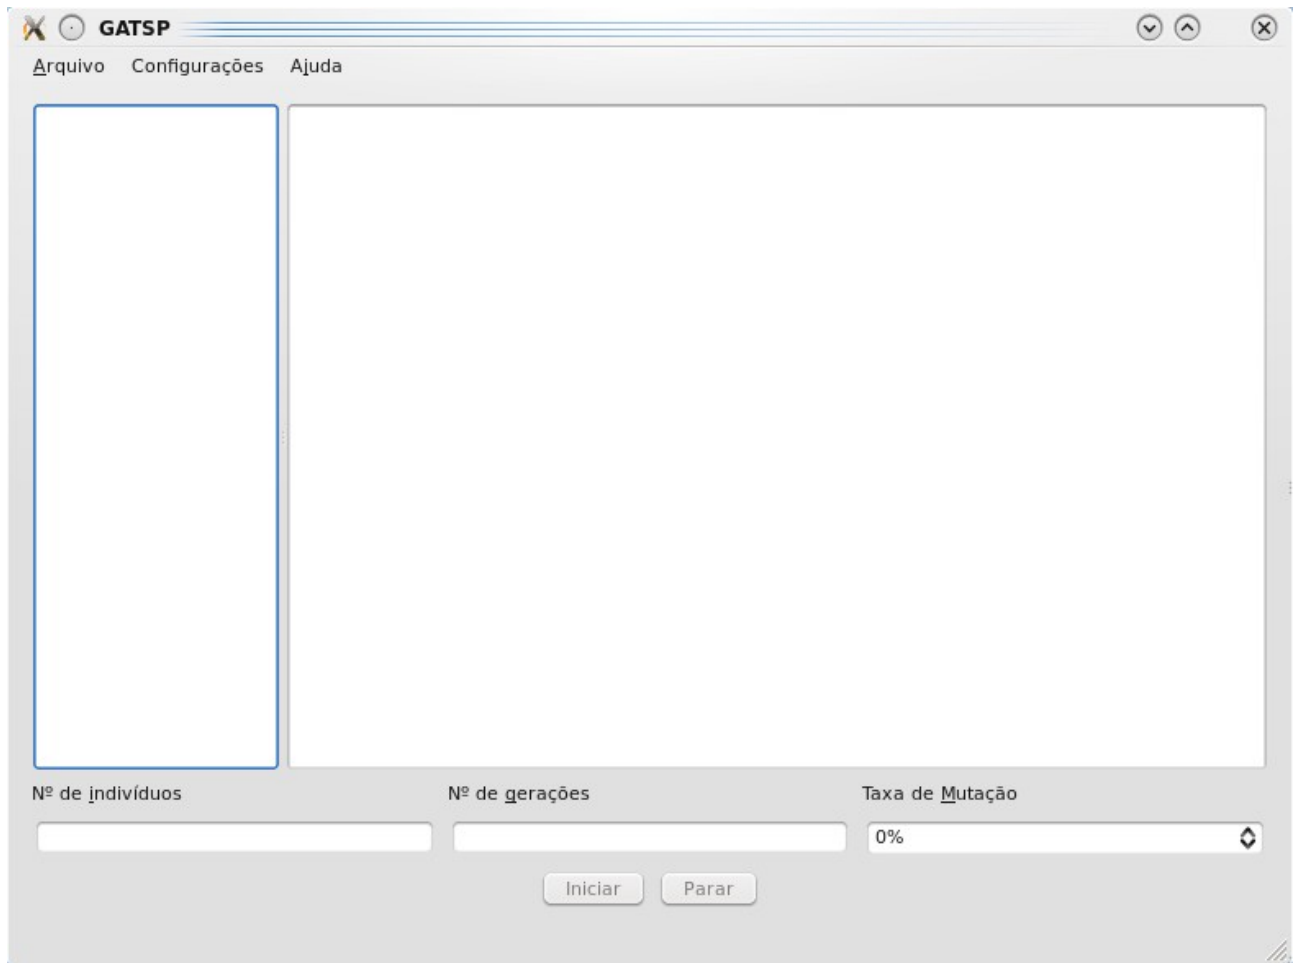 GATSP
Arquivo Configurações Ajuda
Nº de indivíduos Nº de gerações Taxa de Mutação
0%
Iniciar Parar